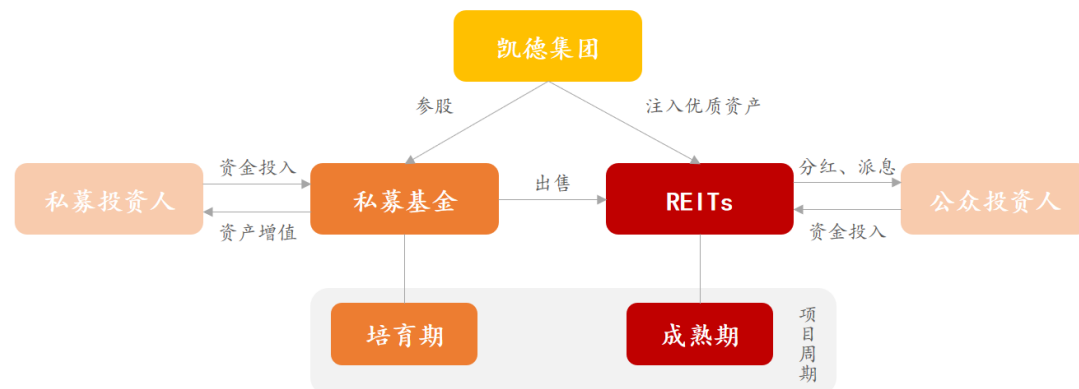 凯德集团
参股
注入优质资产
私募投资人
资金投入
资产增值
私募基金
出售
REITs
分红、派息
资金投入
公众投资人
培育期
成熟期
项目周期